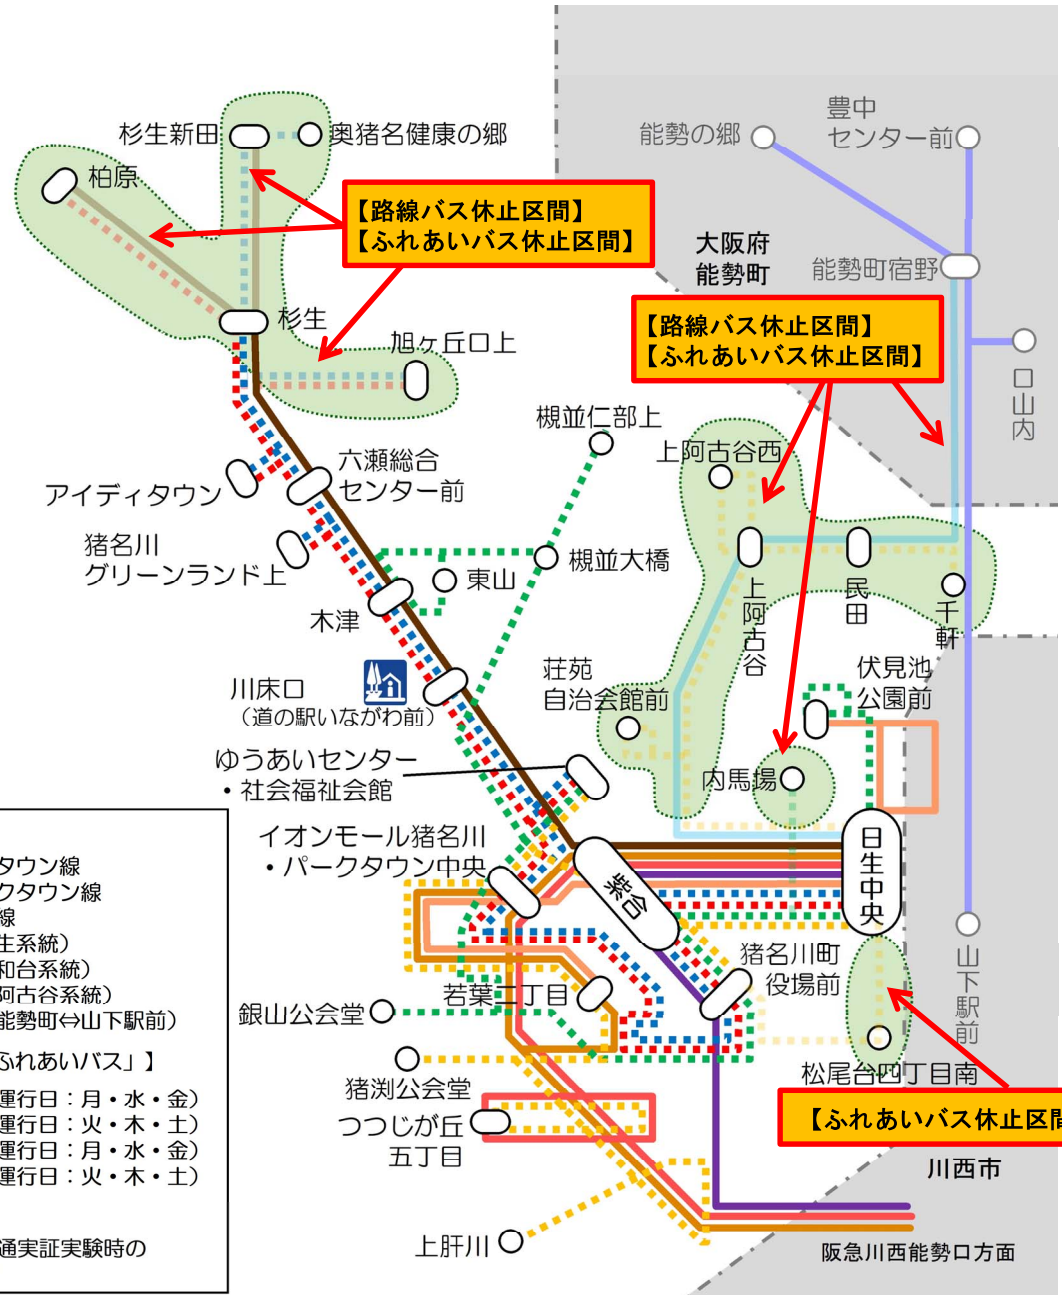 豊中
センター前
能勢の郷
杉生新田
奥猪名健康の郷
柏原
【路線バス休止区間】
【ふれあいバス休止区間】
大阪府
能勢町
能勢町宿野
杉生
旭ヶ丘口上
【路線バス休止区間】
【ふれあいバス休止区間】
口山内
槻並仁部上
上阿古谷西
六瀬総合
センター前
アイディタウン
猪名川
グリーンランド上
東山
槻並大橋
木津
上阿古谷
民田
千軒
川床口
（道の駅いながわ前）
荘苑
自治会館前
伏見池
公園前
ゆうあいセンター
・社会福祉会館
内馬場
イオンモール猪名川
・パークタウン中央
日生中央
紫合
タウン線
クタウン線
線
生系統）
和台系統）
阿古谷系統）
能勢町⇔山下駅前）
ふれあいバス」】
運行日：月・水・金）
運行日：火・木・土）
運行日：月・水・金）
運行日：火・木・土）
通実証実験時の
猪名川町
役場前
山下駅前
若葉二丁目
銀山公会堂
猪渕公会堂
松尾台四丁目南
つつじが丘
五丁目
【ふれあいバス休止区間
川西市
上肝川
阪急川西能勢口方面